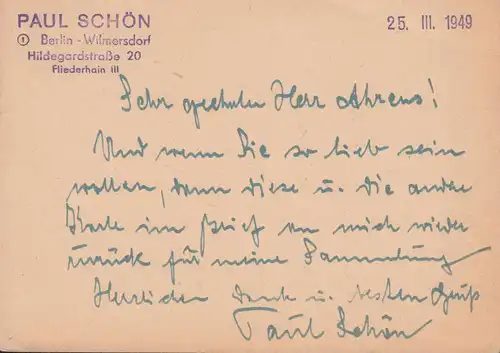 PAUL SCHÖN
① Berlin-Wilmersdorf
Hildegardstraße 20
Fliederhain III
25. III. 1949
Sehr geehrter Herr Ahrens!
Und wenn Sie so lieb sein
wollen, dann diese u. die andre
Karte im Brief an mich wieder
zurück für meine Sammlung
Herzlichen Dank u. besten Gruß
Paul Schön